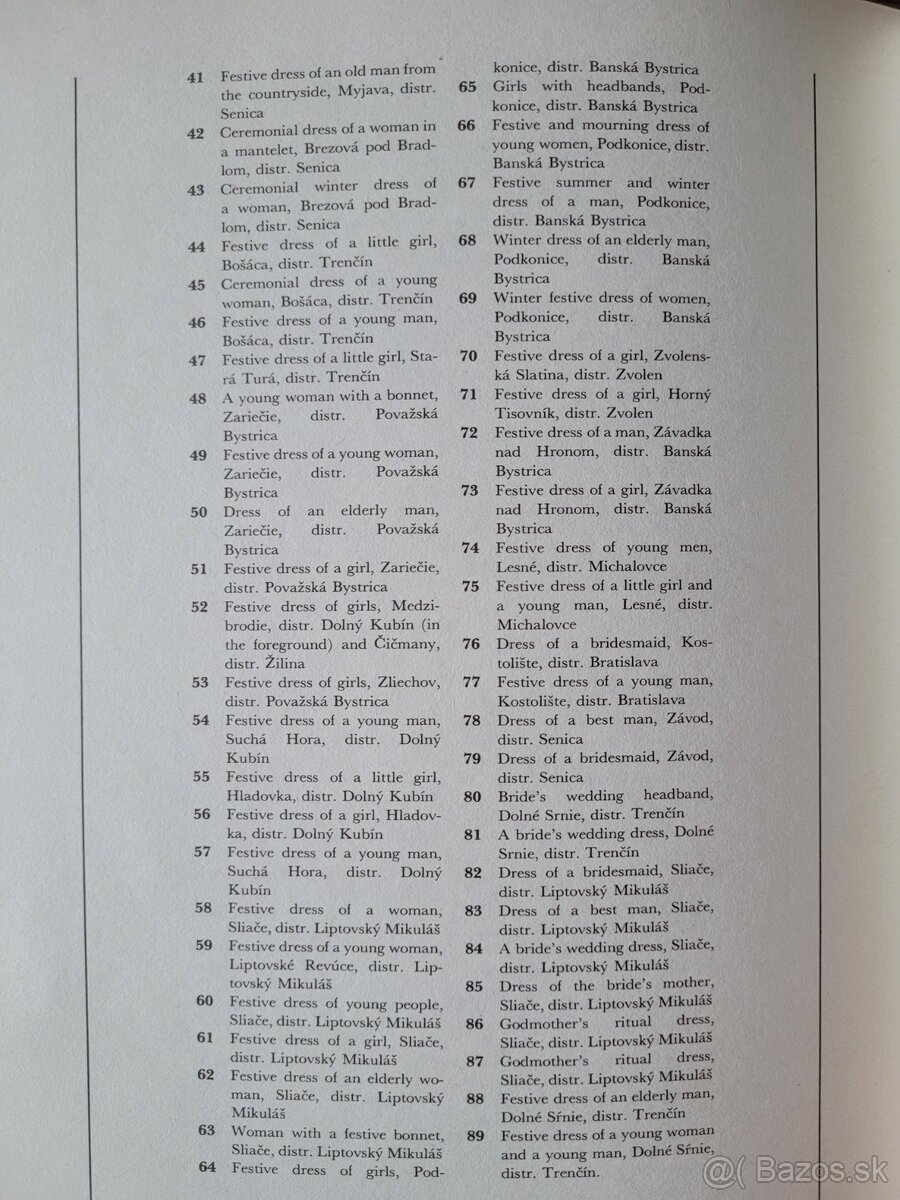 41 Festive dress of an old man from
the countryside, Myjava, distr.
Senica
42 Ceremonial dress of a woman in
a mantelet, Brezová pod Brad-
lom, distr. Senica
43 Ceremonial winter dress of
a woman, Brezová pod Brad-
lom, distr. Senica
44 Festive dress of a little girl,
Bošáca, distr. Trenčín
45 Ceremonial dress of a young
woman, Bošáca, distr. Trenčín
46 Festive dress of a young man,
Bošáca, distr. Trenčín
47 Festive dress of a little girl, Sta-
rá Turá, distr. Trenčín
48 A young woman with a bonnet,
Zariečie, distr. Považská
Bystrica
49 Festive dress of a young woman,
Zariečie, distr. Považská
Bystrica
50 Dress of an elderly man,
Zariečie, distr. Považská
Bystrica
51 Festive dress of a girl, Zariečie,
distr. Považská Bystrica
52 Festive dress of girls, Medzi-
brodie, distr. Dolný Kubín (in
the foreground) and Čičmany,
distr. Žilina
53 Festive dress of girls, Zliechov,
distr. Považská Bystrica
54 Festive dress of a young man,
Suchá Hora, distr. Dolný
Kubín
55 Festive dress of a little girl,
Hladovka, distr. Dolný Kubín
56 Festive dress of a girl, Hladov-
ka, distr. Dolný Kubín
57 Festive dress of a young man,
Suchá Hora, distr. Dolný
Kubín
58 Festive dress of a woman,
Sliače, distr. Liptovský Mikuláš
59 Festive dress of a young woman,
Liptovské Revúce, distr. Lip-
tovský Mikuláš
60 Festive dress of young people,
Sliače, distr. Liptovský Mikuláš
61 Festive dress of a girl, Sliače,
distr. Liptovský Mikuláš
62 Festive dress of an elderly wo-
man, Sliače, distr. Liptovský
Mikuláš
63 Woman with a festive bonnet,
Sliače, distr. Liptovský Mikuláš
64 Festive dress of girls, Pod-
konice, distr. Banská Bystrica
65 Girls with headbands, Pod-
konice, distr. Banská Bystrica
66 Festive and mourning dress of
young women, Podkonice, distr.
Banská Bystrica
67 Festive summer and winter
dress of a man, Podkonice,
distr. Banská Bystrica
68 Winter dress of an elderly man,
Podkonice, distr. Banská
Bystrica
69 Winter festive dress of women,
Podkonice, distr. Banská
Bystrica
70 Festive dress of a girl, Zvolens-
ká Slatina, distr. Zvolen
71 Festive dress of a girl, Horný
Tisovník, distr. Zvolen
72 Festive dress of a man, Závadka
nad Hronom, distr. Banská
Bystrica
73 Festive dress of a girl, Závadka
nad Hronom, distr. Banská
Bystrica
74 Festive dress of young men,
Lesné, distr. Michalovce
75 Festive dress of a little girl and
a young man, Lesné, distr.
Michalovce
76 Dress of a bridesmaid, Kos-
tolište, distr. Bratislava
77 Festive dress of a young man,
Kostolište, distr. Bratislava
78 Dress of a best man, Závod,
distr. Senica
79 Dress of a bridesmaid, Závod,
distr. Senica
80 Bride's wedding headband,
Dolné Srnie, distr. Trenčín
81 A bride's wedding dress, Dolné
Srnie, distr. Trenčín
82 Dress of a bridesmaid, Sliače,
distr. Liptovský Mikuláš
83 Dress of a best man, Sliače,
distr. Liptovský Mikuláš
84 A bride's wedding dress, Sliače,
distr. Liptovský Mikuláš
85 Dress of the bride's mother,
Sliače, distr. Liptovský Mikuláš
86 Godmother's ritual dress,
Sliače, distr. Liptovský Mikuláš
87 Godmother's ritual dress,
Sliače, distr. Liptovský Mikuláš
88 Festive dress of an elderly man,
Dolné Sŕnie, distr. Trenčín
89 Festive dress of a young woman
and a young man, Dolné Sŕnie,
distr. Trenčín.
Bazos.sk